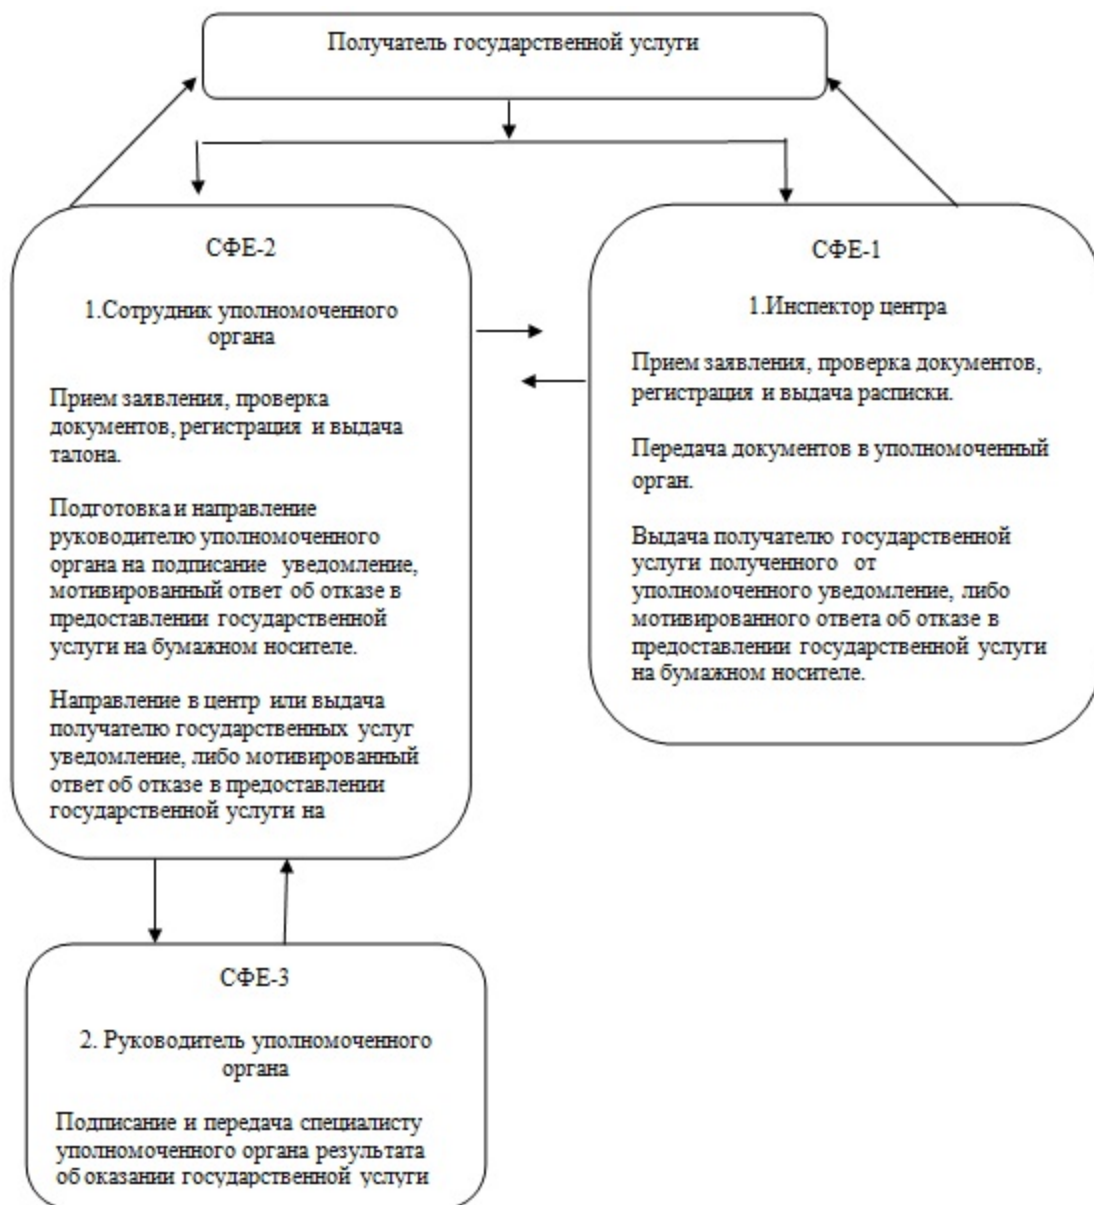 Получатель государственной услуги
СФЕ-2
1.Сотрудник уполномоченного
органа
Прием заявления, проверка
документов, регистрация и выдача
талона.
Подготовка и направление
руководителю уполномоченного
органа на подписание уведомление,
мотивированный ответ об отказе в
предоставлении государственной
услуги на бумажном носителе.
Направление в центр или выдача
получателю государственных услуг
уведомление, либо мотивированный
ответ об отказе в предоставлении
государственной услуги на
СФЕ-1
1.Инспектор центра
Прием заявления, проверка документов,
регистрация и выдача расписки.
Передача документов в уполномоченный
орган.
Выдача получателю государственной
услуги полученного от
уполномоченного уведомление, либо
мотивированного ответа об отказе в
предоставлении государственной услуги
на бумажном носителе.
СФЕ-3
2. Руководитель уполномоченного
органа
Подписание и передача специалисту
уполномоченного органа результата
об оказании государственной услуги